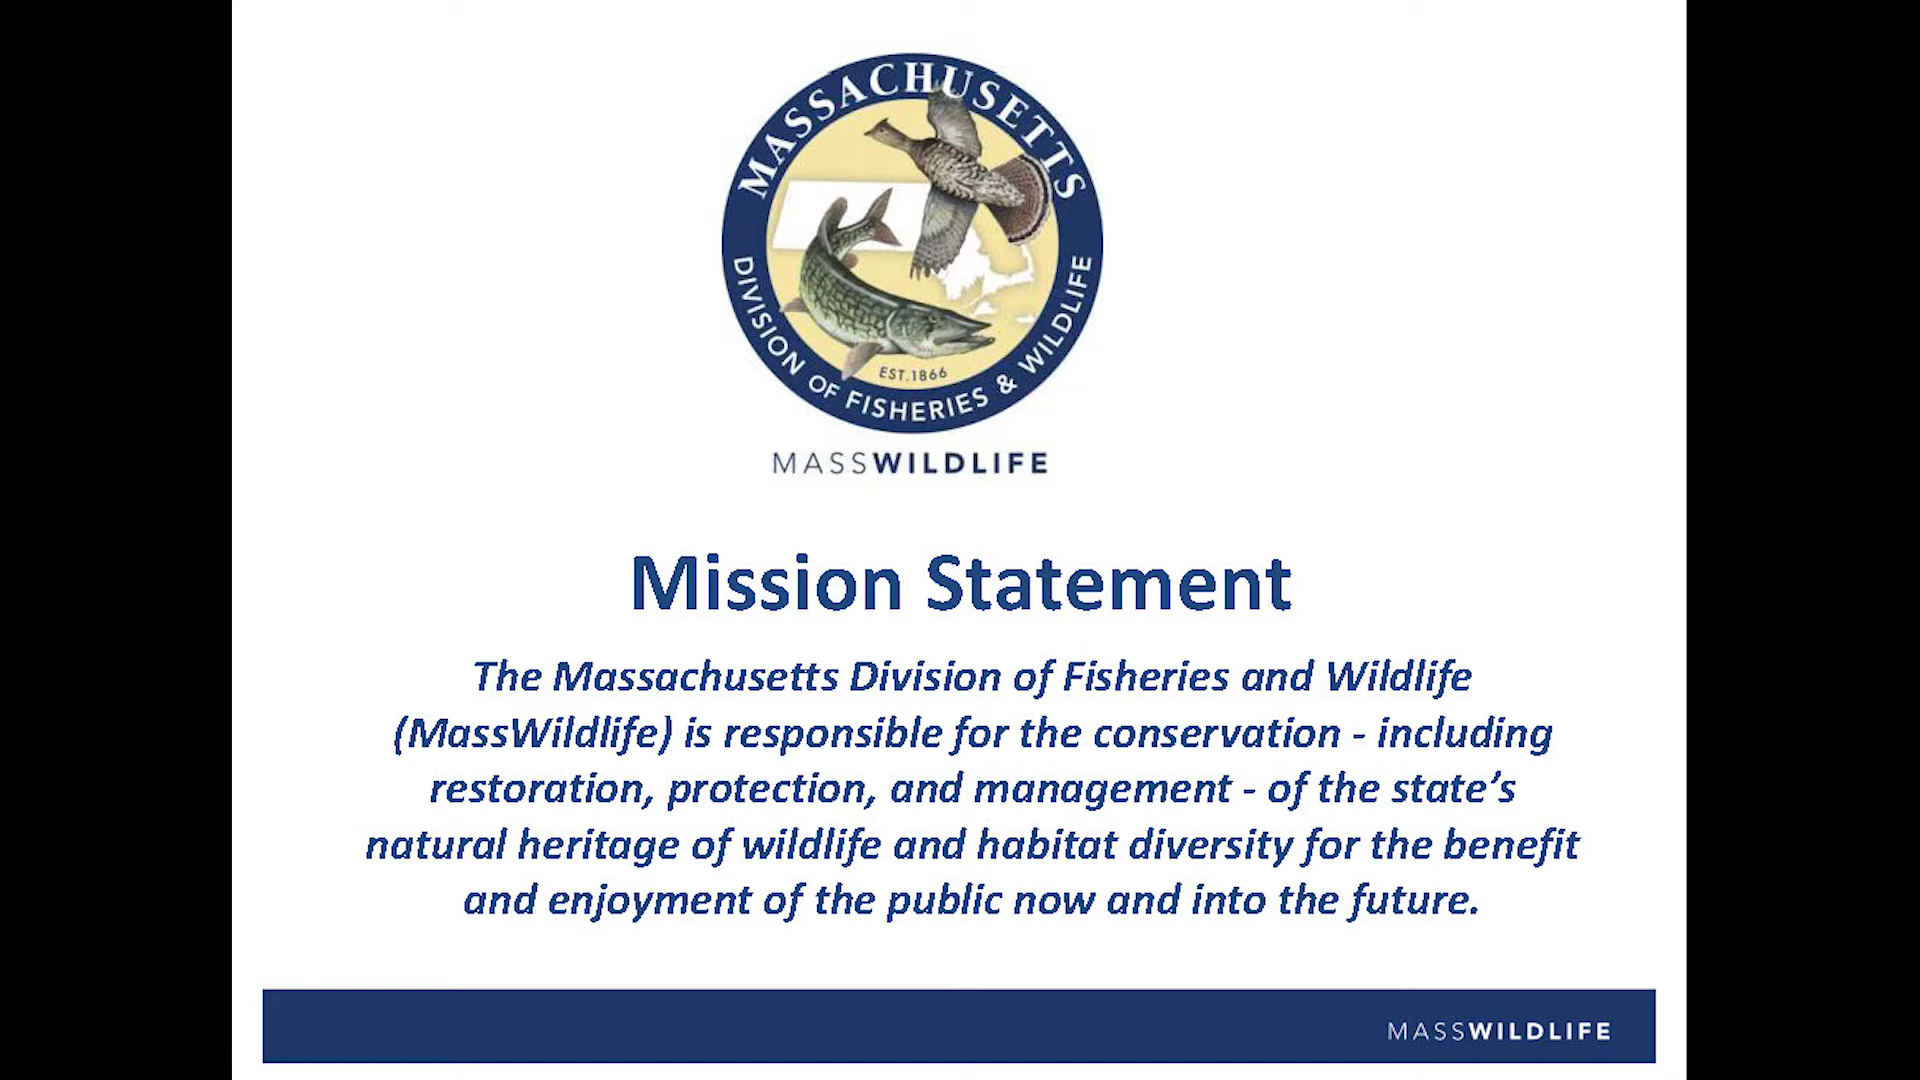 MASSACHUSETTS
DIVISION OF FISHERIES & WILDLIFE
EST.1866
MASSWILDLIFE
Mission Statement
The Massachusetts Division of Fisheries and Wildlife
(MassWildlife) is responsible for the conservation - including
restoration, protection, and management - of the state’s
natural heritage of wildlife and habitat diversity for the benefit
and enjoyment of the public now and into the future.
MASSWILDLIFE